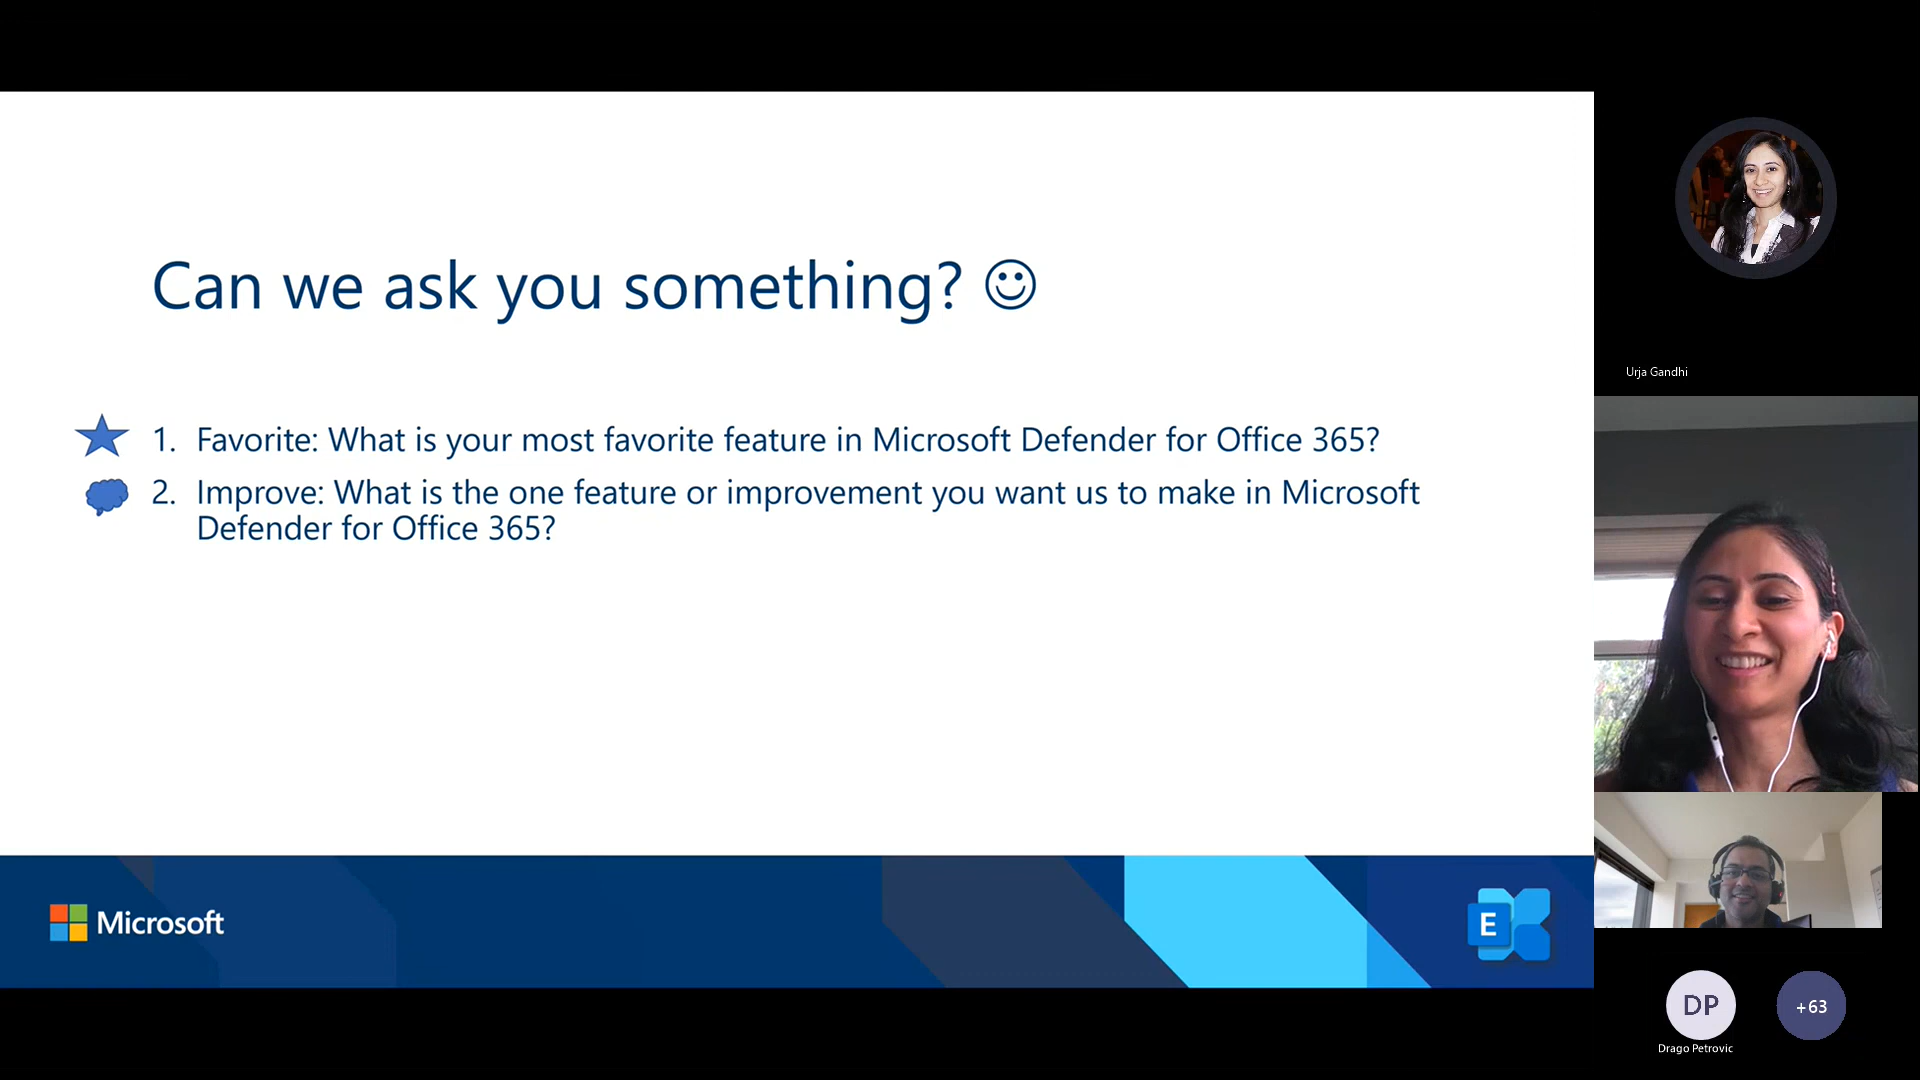 Can we ask you something? ☺
1. Favorite: What is your most favorite feature in Microsoft Defender for Office 365?
2. Improve: What is the one feature or improvement you want us to make in Microsoft
Defender for Office 365?
Microsoft
E
Urja Gandhi
DP
+63
Drago Petrovic